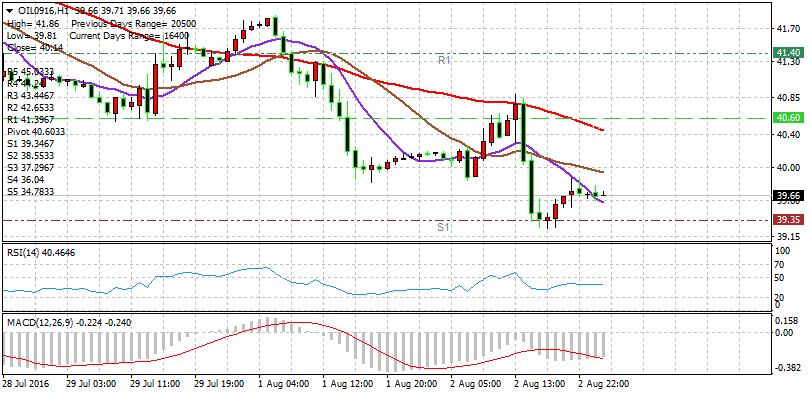 OIL0916,H1 39.66 39.71 39.66 39.66
High= 41.86 Previous Days Range= 20500
Low= 39.81 Current Days Range= 16400
Close= 40.14
R5 45.0333
R3 43.4467
R2 42.6533
R1 41.3967
Pivot 40.6033
S1 39.3467
S2 38.5533
S3 37.2967
S4 36.04
S5 34.7833
R1
S1
41.70
41.40
41.30
40.85
40.60
40.40
40.00
39.66
39.60
39.35
39.15
RSI(14) 40.4646
100
70
50
20
0
MACD(12,26,9) -0.224 -0.240
0.158
0.00
-0.382
28 Jul 2016
29 Jul 03:00
29 Jul 11:00
29 Jul 19:00
1 Aug 04:00
1 Aug 12:00
1 Aug 20:00
2 Aug 05:00
2 Aug 13:00
2 Aug 22:00